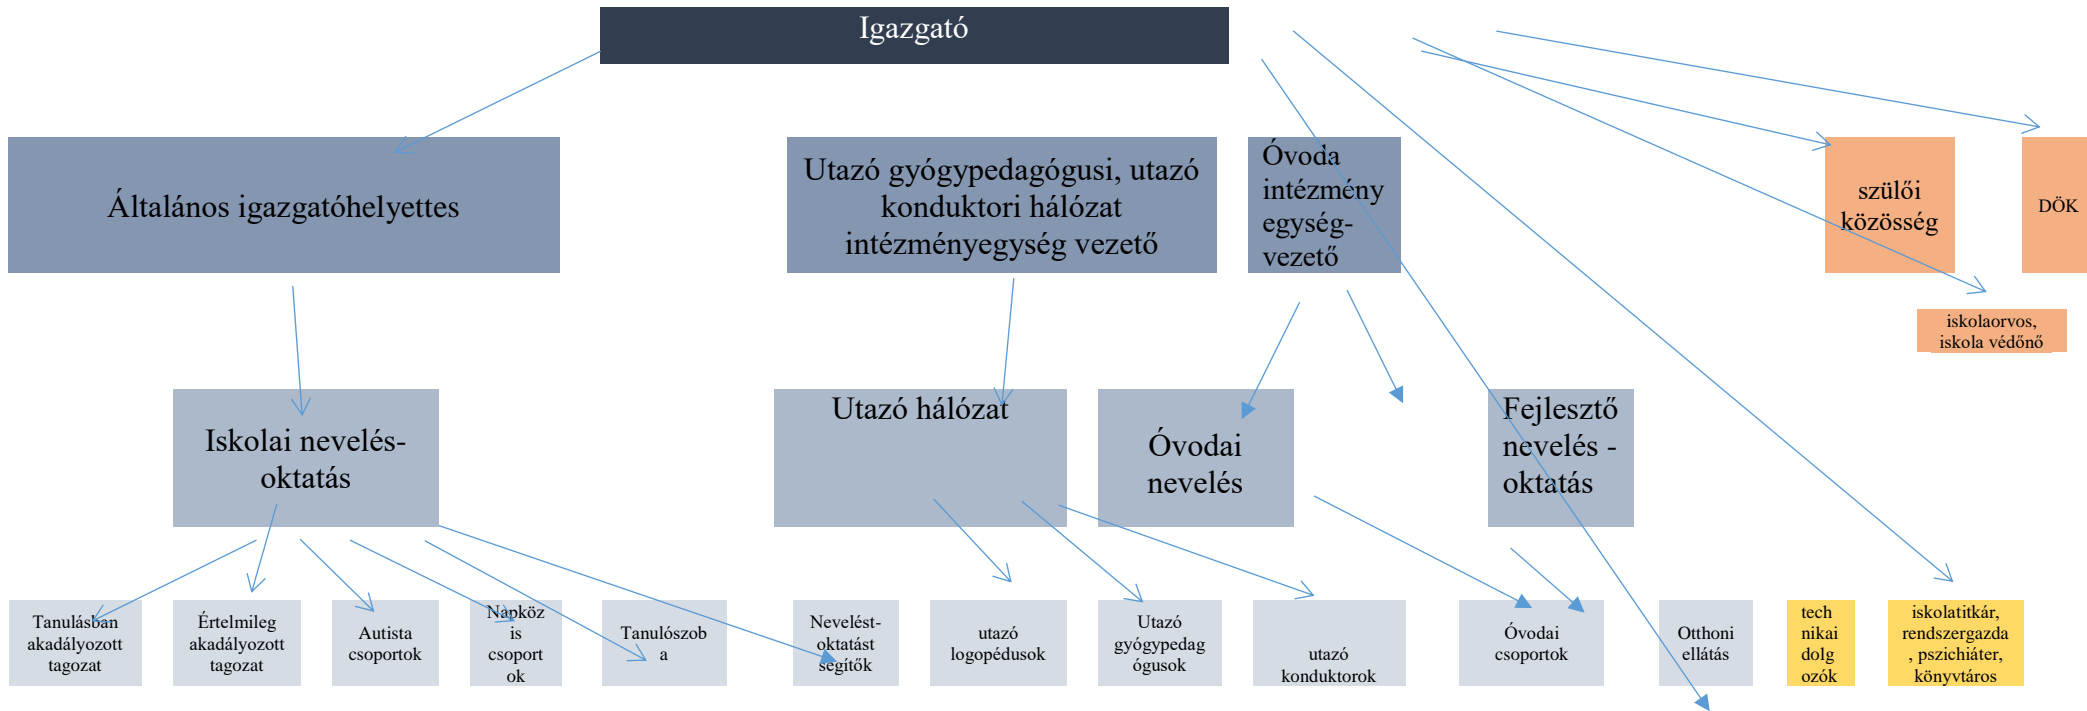 Igazgató
Általános igazgatóhelyettes
Utazó gyógypedagógusi, utazó
konduktori hálózat
intézményegység vezető
Óvoda
intézmény
egység-
vezető
szülői
közösség
DÖK
iskolaorvos,
iskola védőnő
Iskolai nevelés-
oktatás
Utazó hálózat
Óvodai
nevelés
Fejlesztő
nevelés -
oktatás
Tanulásban
akadályozott
tagozat
Értelmileg
akadályozott
tagozat
Autista
csoportok
Napköz
is
csoport
ok
Tanulószob
a
Nevelést-
oktatást
segítők
utazó
logopédusok
Utazó
gyógypedag
ógusok
utazó
konduktorok
Óvodai
csoportok
Otthoni
ellátás
tech
nikai
dolg
ozók
iskolatitkár,
rendszergazda
, pszichiáter,
könyvtáros